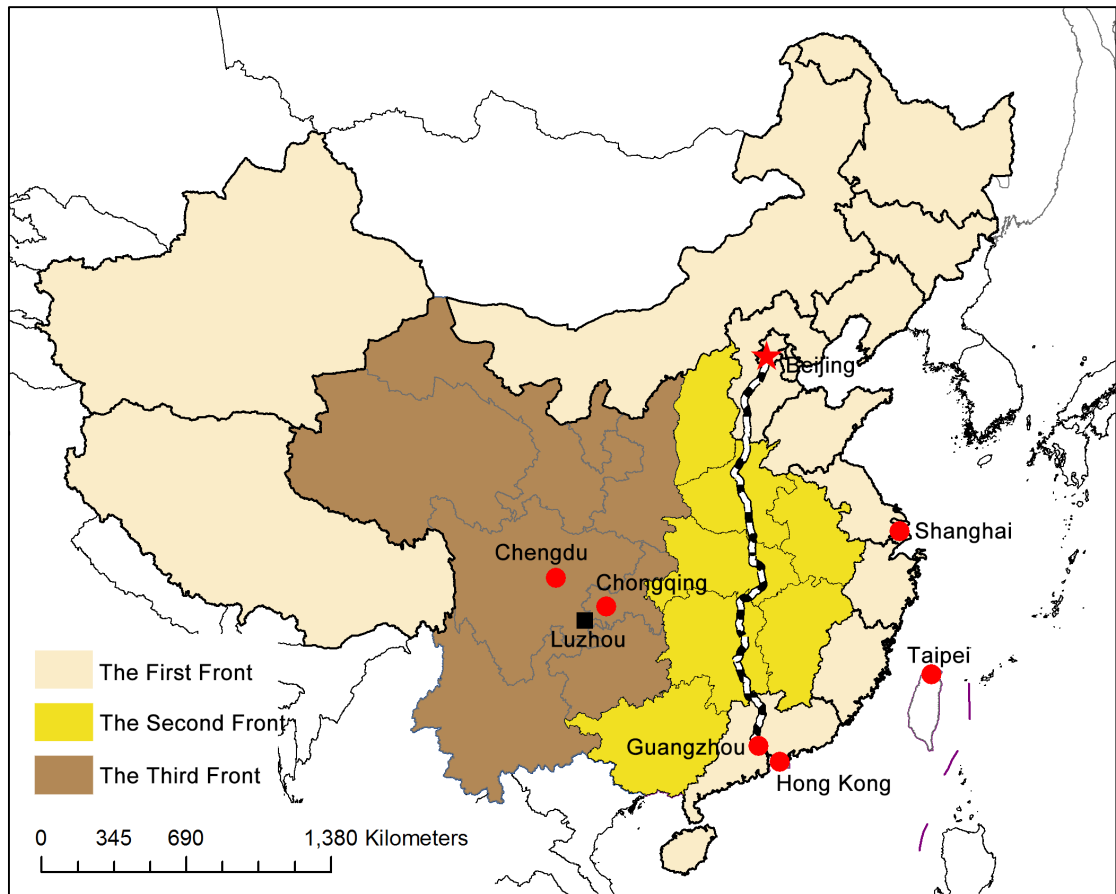 Beijing
Shanghai
Chengdu
Chongqing
Luzhou
Taipei
Guangzhou
Hong Kong
The First Front
The Second Front
The Third Front
0 345 690 1,380 Kilometers